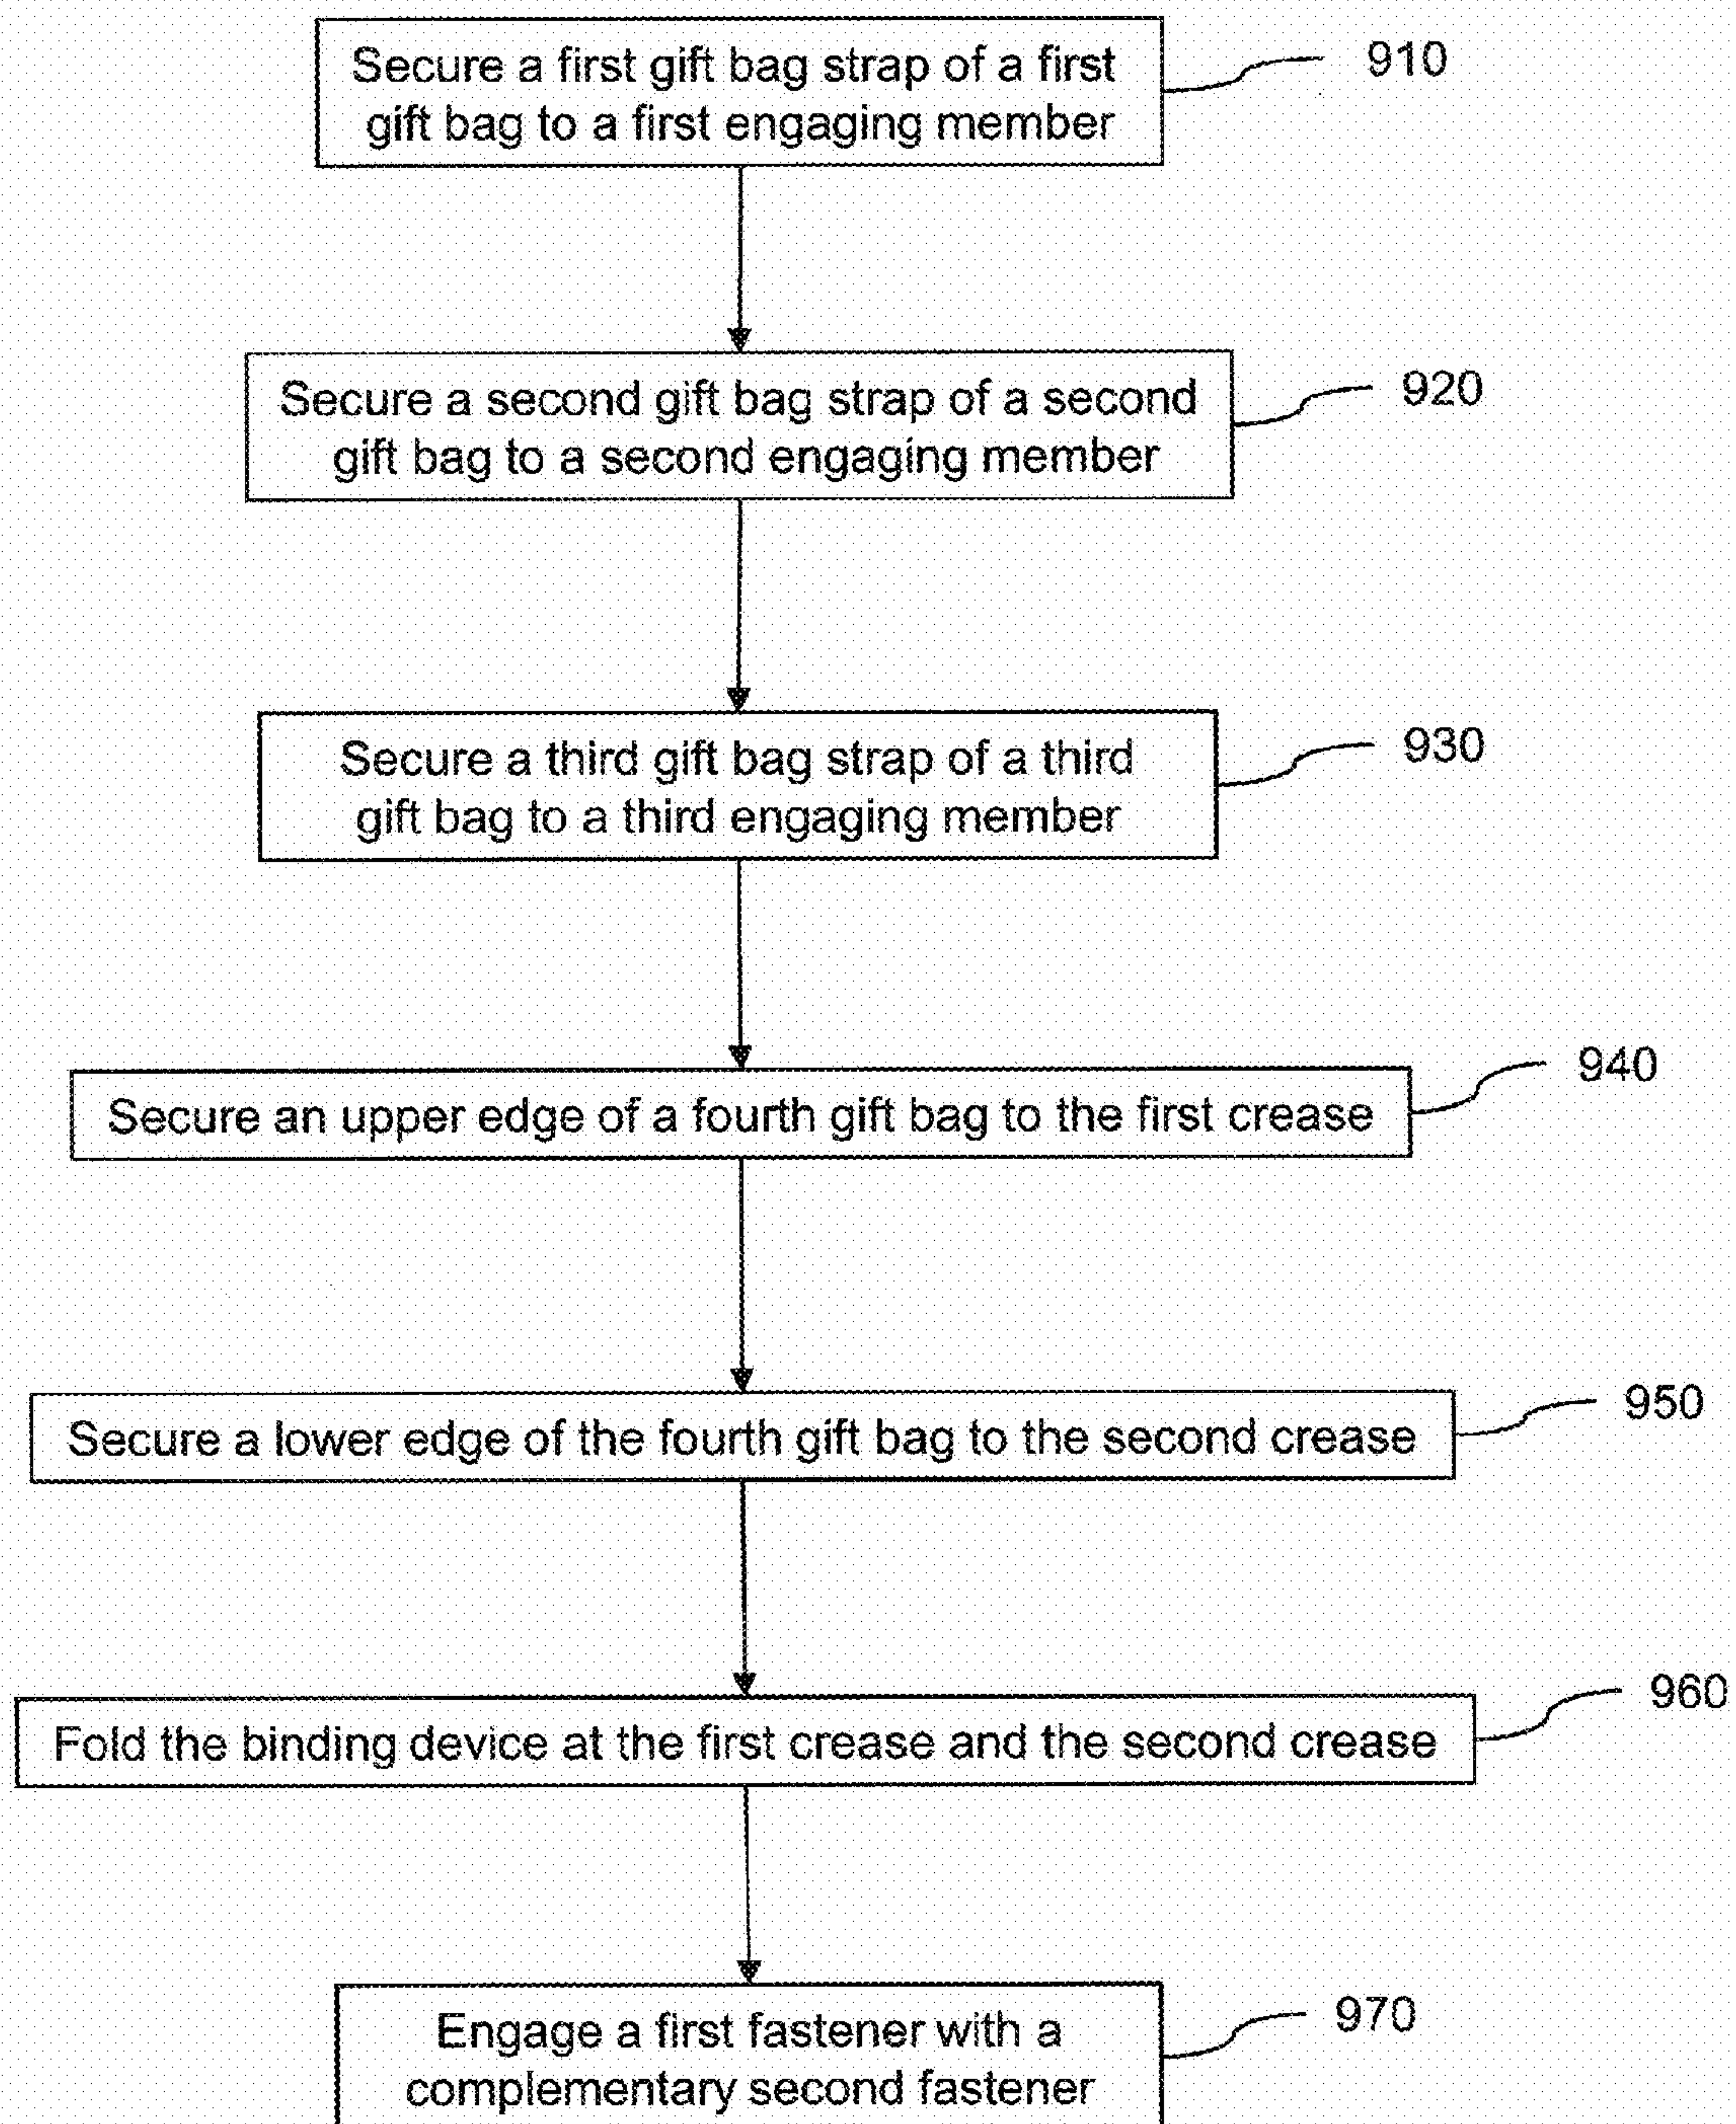 Secure a first gift bag strap of a first
gift bag to a first engaging member
910
Secure a second gift bag strap of a second
gift bag to a second engaging member
920
Secure a third gift bag strap of a third
gift bag to a third engaging member
930
Secure an upper edge of a fourth gift bag to the first crease
940
Secure a lower edge of the fourth gift bag to the second crease
950
Fold the binding device at the first crease and the second crease
960
Engage a first fastener with a
complementary second fastener
970